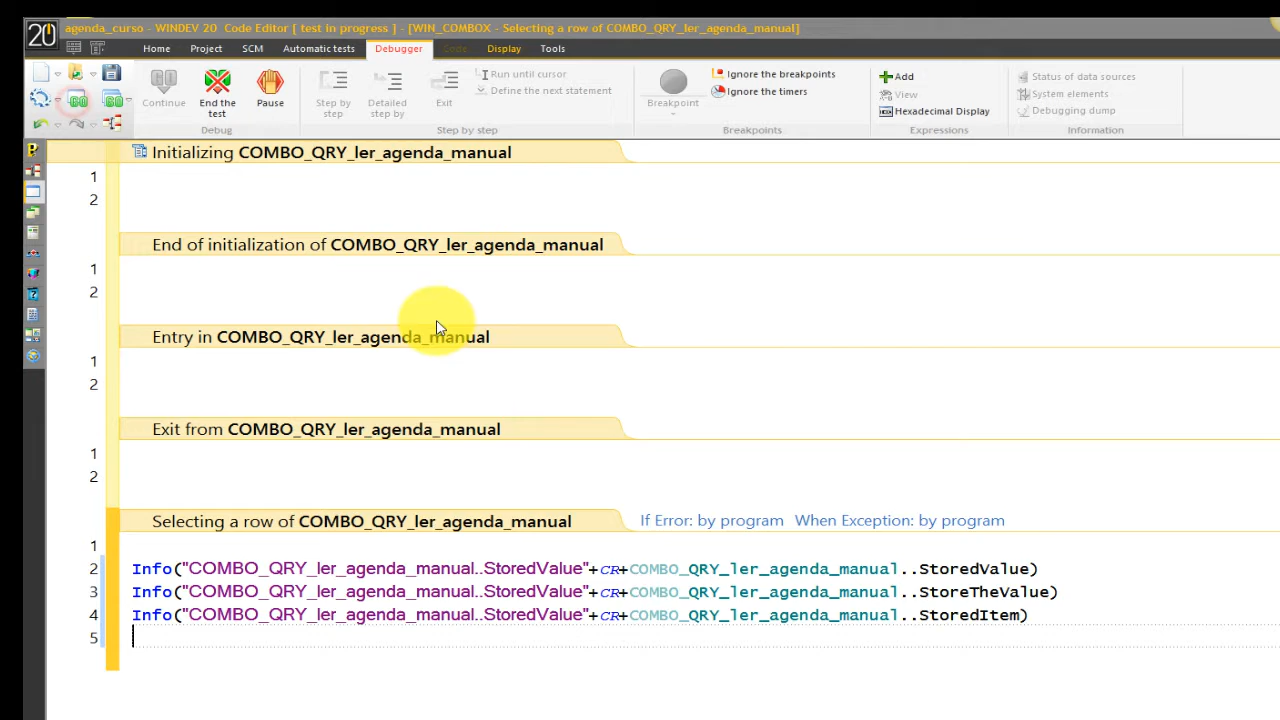 20 agenda_curso - WINDEV 20 Code Editor [ test in progress ] - [WIN_COMBOX - Selecting a row of COMBO_QRY_ler_agenda_manual]
Home Project SCM Automatic tests Debugger Code Display Tools
Continue End the test Pause Step by step Detailed step by Exit Run until cursor Define the next statement Breakpoint Ignore the breakpoints Ignore the timers Add View Hexadecimal Display Status of data sources System elements Debugging dump
Debug Step by step Breakpoints Expressions Information
Initializing COMBO_QRY_ler_agenda_manual
1
2
End of initialization of COMBO_QRY_ler_agenda_manual
1
2
Entry in COMBO_QRY_ler_agenda_manual
1
2
Exit from COMBO_QRY_ler_agenda_manual
1
2
Selecting a row of COMBO_QRY_ler_agenda_manual If Error: by program When Exception: by program
1
2 Info("COMBO_QRY_ler_agenda_manual..StoredValue"+CR+COMBO_QRY_ler_agenda_manual..StoredValue)
3 Info("COMBO_QRY_ler_agenda_manual..StoredValue"+CR+COMBO_QRY_ler_agenda_manual..StoreTheValue)
4 Info("COMBO_QRY_ler_agenda_manual..StoredValue"+CR+COMBO_QRY_ler_agenda_manual..StoredItem)
5